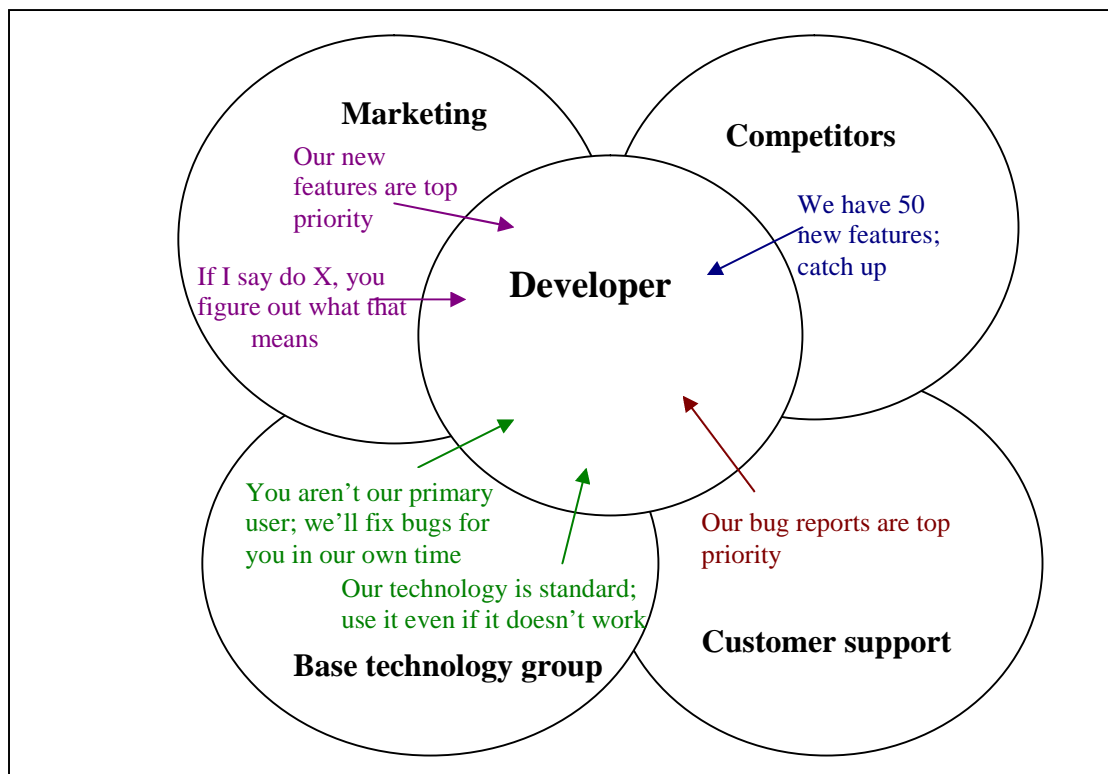 Marketing
Our new
features are top
priority
If I say do X, you
figure out what that
means
Competitors
We have 50
new features;
catch up
Developer
You aren’t our primary
user; we’ll fix bugs for
you in our own time
Our technology is standard;
use it even if it doesn’t work
Base technology group
Our bug reports are top
priority
Customer support